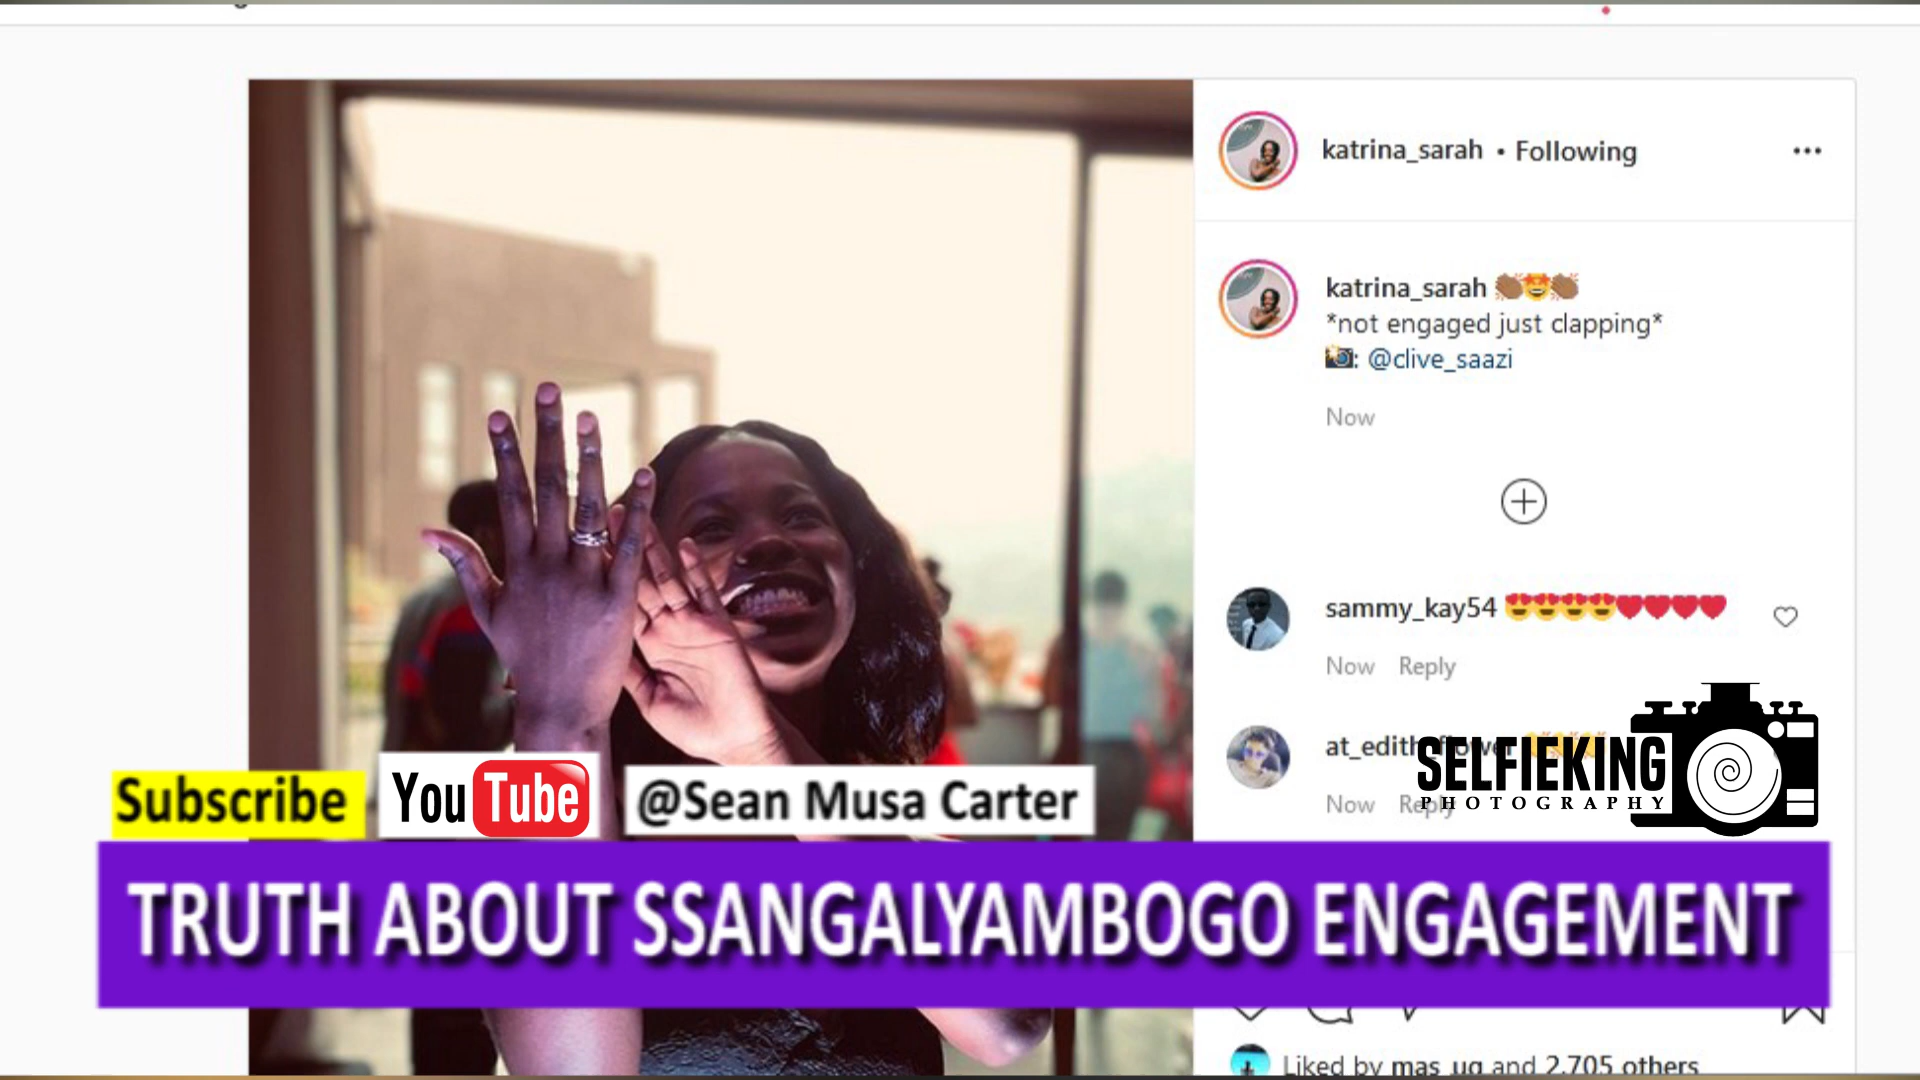 katrina_sarah • Following
katrina_sarah 👏🏾🤩👏🏾
*not engaged just clapping*
📸: @clive_saazi
Now
sammy_kay54 😍😍😍😍❤❤❤❤
Now Reply
SELFIEKING
PHOTOGRAPHY
Now Reply
Subscribe
YouTube
@Sean Musa Carter
TRUTH ABOUT SSANGALYAMBOGO ENGAGEMENT
Liked by mas_ug and 2,705 others